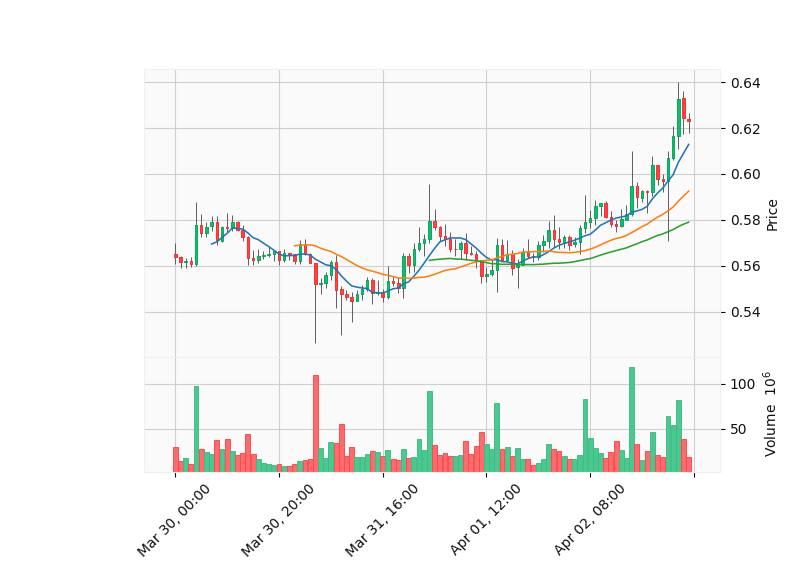 0.64
0.62
0.60
0.58
0.56
0.54
Price
100
50
Volume 10^6
Mar 30, 00:00
Mar 30, 20:00
Mar 31, 16:00
Apr 01, 12:00
Apr 02, 08:00